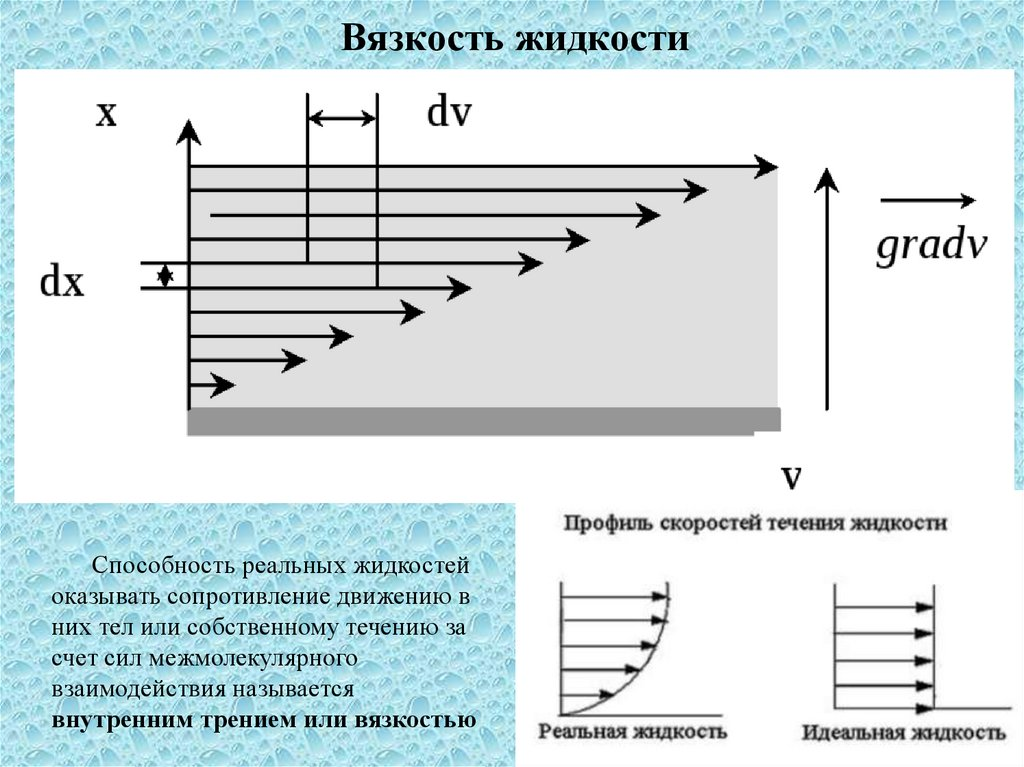 Вязкость жидкости
x
dv
dx
gradv
v
Профиль скоростей течения жидкости
Способность реальных жидкостей
оказывать сопротивление движению в
них тел или собственному течению за
счет сил межмолекулярного
взаимодействия называется
внутренним трением или вязкостью
Реальная жидкость
Идеальная жидкость